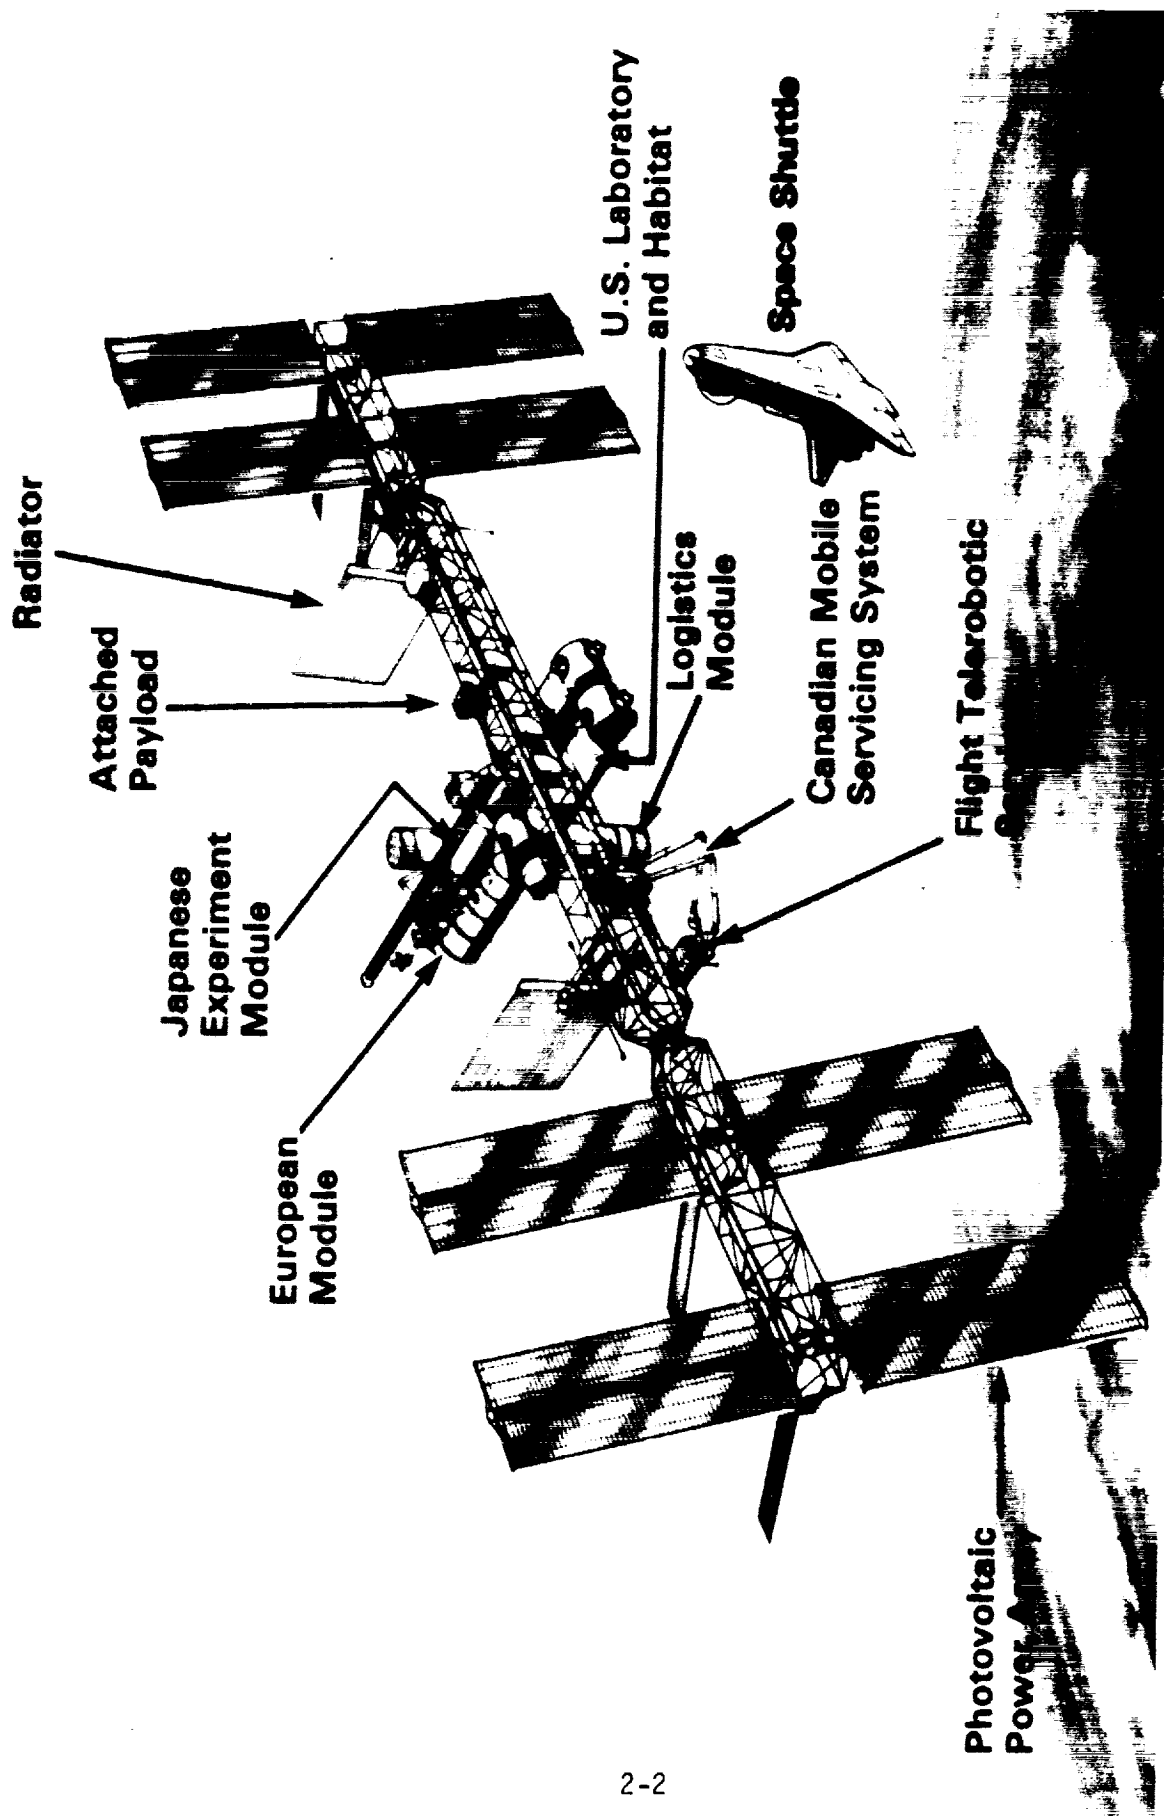 Radiator
Attached
Payload
Japanese
Experiment
Module
European
Module
U.S. Laboratory
and Habitat
Space Shuttle
Logistics
Module
Canadian Mobile
Servicing System
Flight Telerobotic
Photovoltaic
Power Array
2-2